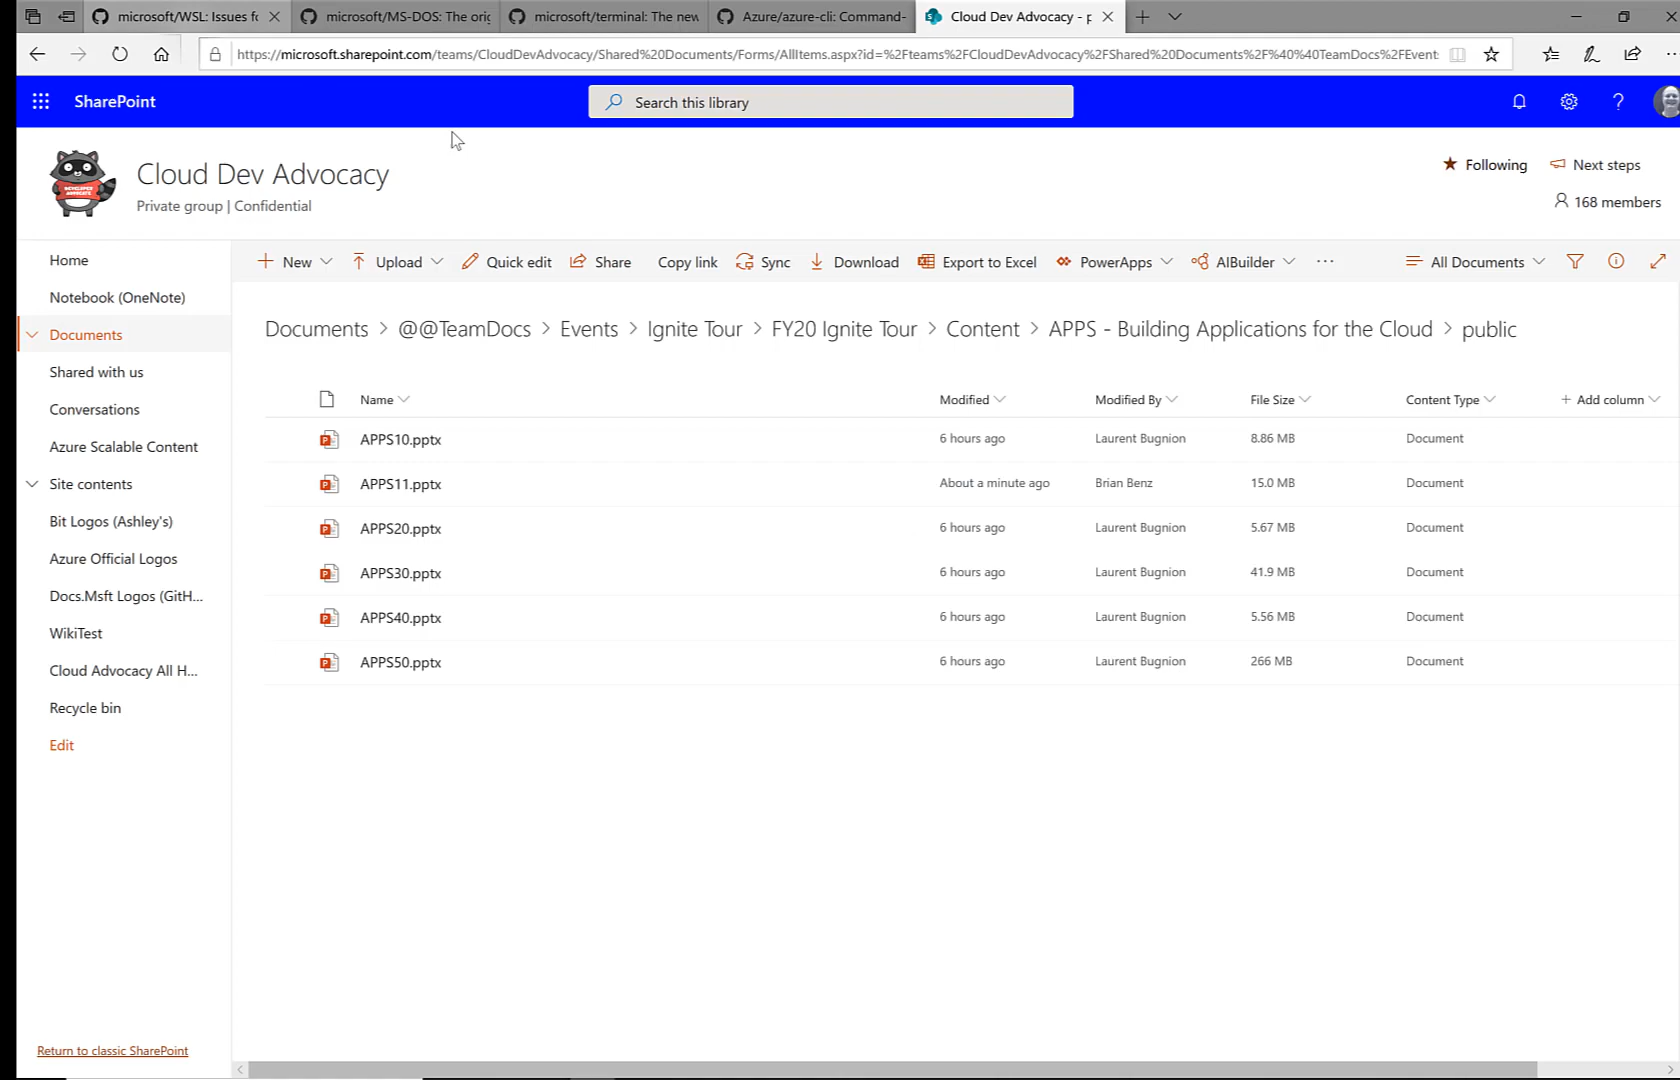 microsoft/WSL: Issues fo
microsoft/MS-DOS: The orig
microsoft/terminal: The new
Azure/azure-cli: Command-
Cloud Dev Advocacy - p
https://microsoft.sharepoint.com/teams/CloudDevAdvocacy/Shared%20Documents/Forms/AllItems.aspx?id=%2Fteams%2FCloudDevAdvocacy%2FShared%20Documents%2F%40%40TeamDocs%2FEvent
SharePoint
Search this library
?
DEVELOPER
ADVOCATE
Cloud Dev Advocacy
Private group | Confidential
Following
Next steps
168 members
Home
Notebook (OneNote)
Documents
Shared with us
Conversations
Azure Scalable Content
Site contents
Bit Logos (Ashley's)
Azure Official Logos
Docs.Msft Logos (GitH...
WikiTest
Cloud Advocacy All H...
Recycle bin
Edit
Return to classic SharePoint
New Upload Quick edit Share Copy link Sync Download Export to Excel PowerApps AIBuilder ··· All Documents
Documents > @@TeamDocs > Events > Ignite Tour > FY20 Ignite Tour > Content > APPS - Building Applications for the Cloud > public
Name Modified Modified By File Size Content Type + Add column
APPS10.pptx 6 hours ago Laurent Bugnion 8.86 MB Document
APPS11.pptx About a minute ago Brian Benz 15.0 MB Document
APPS20.pptx 6 hours ago Laurent Bugnion 5.67 MB Document
APPS30.pptx 6 hours ago Laurent Bugnion 41.9 MB Document
APPS40.pptx 6 hours ago Laurent Bugnion 5.56 MB Document
APPS50.pptx 6 hours ago Laurent Bugnion 266 MB Document